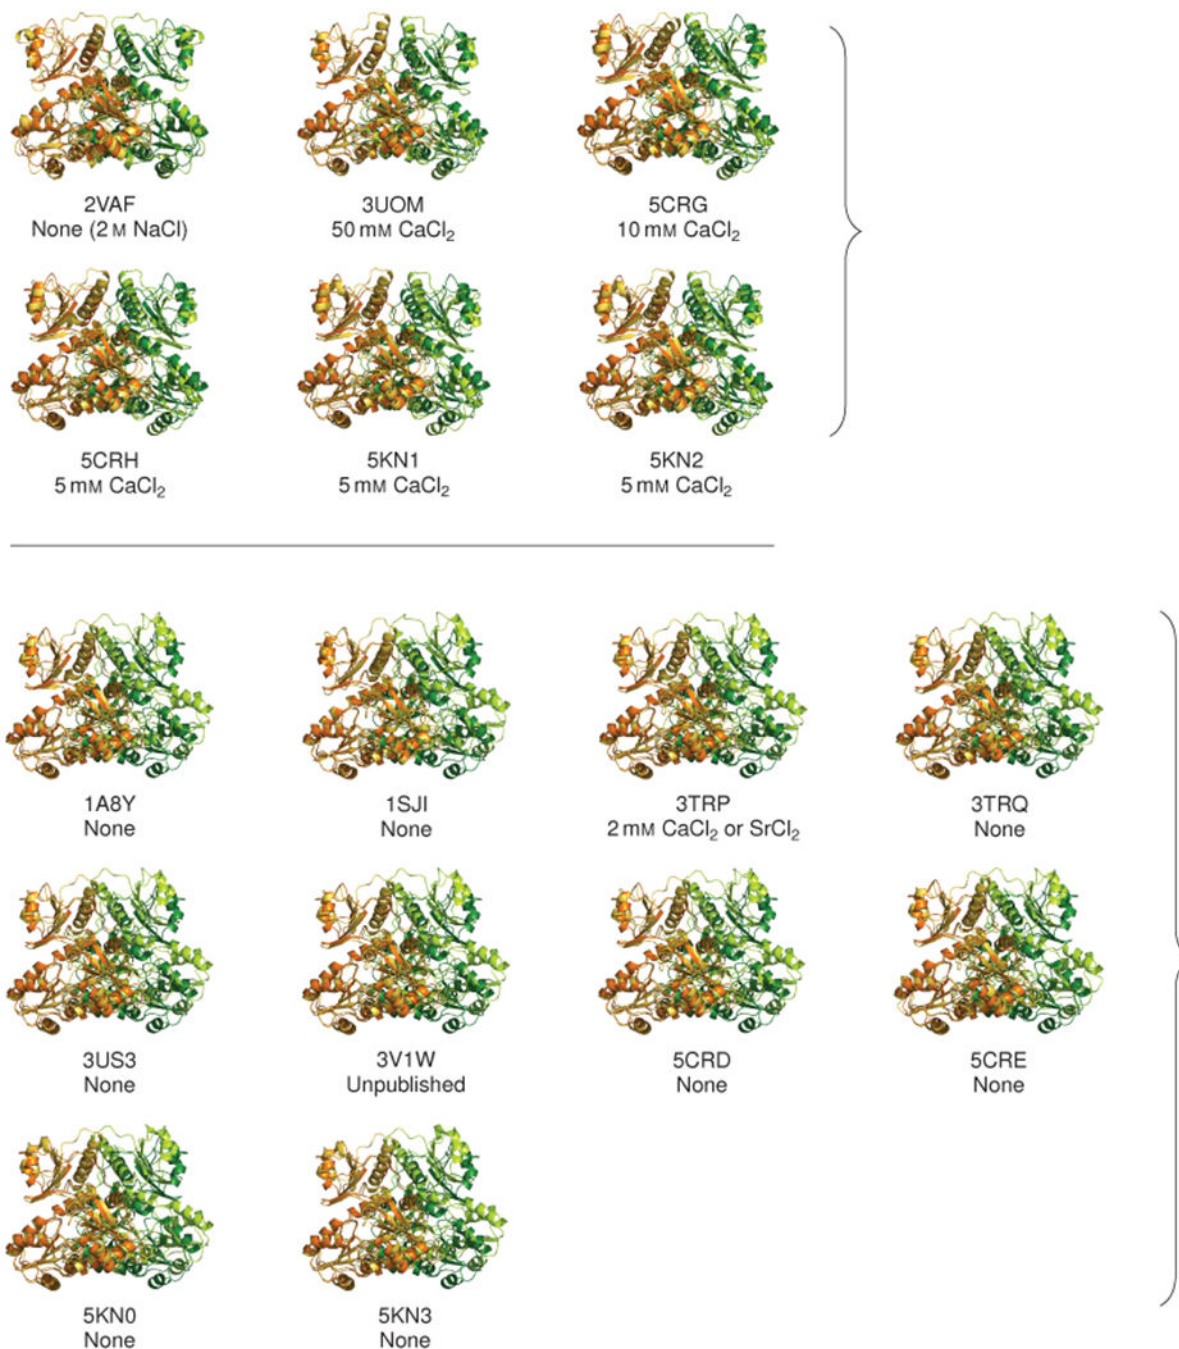 2VAF
None (2 M NaCl)
3UOM
50 mM CaCl₂
5CRG
10 mM CaCl₂
5CRH
5 mM CaCl₂
5KN1
5 mM CaCl₂
5KN2
5 mM CaCl₂
1A8Y
None
1SJI
None
3TRP
2 mM CaCl₂ or SrCl₂
3TRQ
None
3US3
None
3V1W
Unpublished
5CRD
None
5CRE
None
5KN0
None
5KN3
None